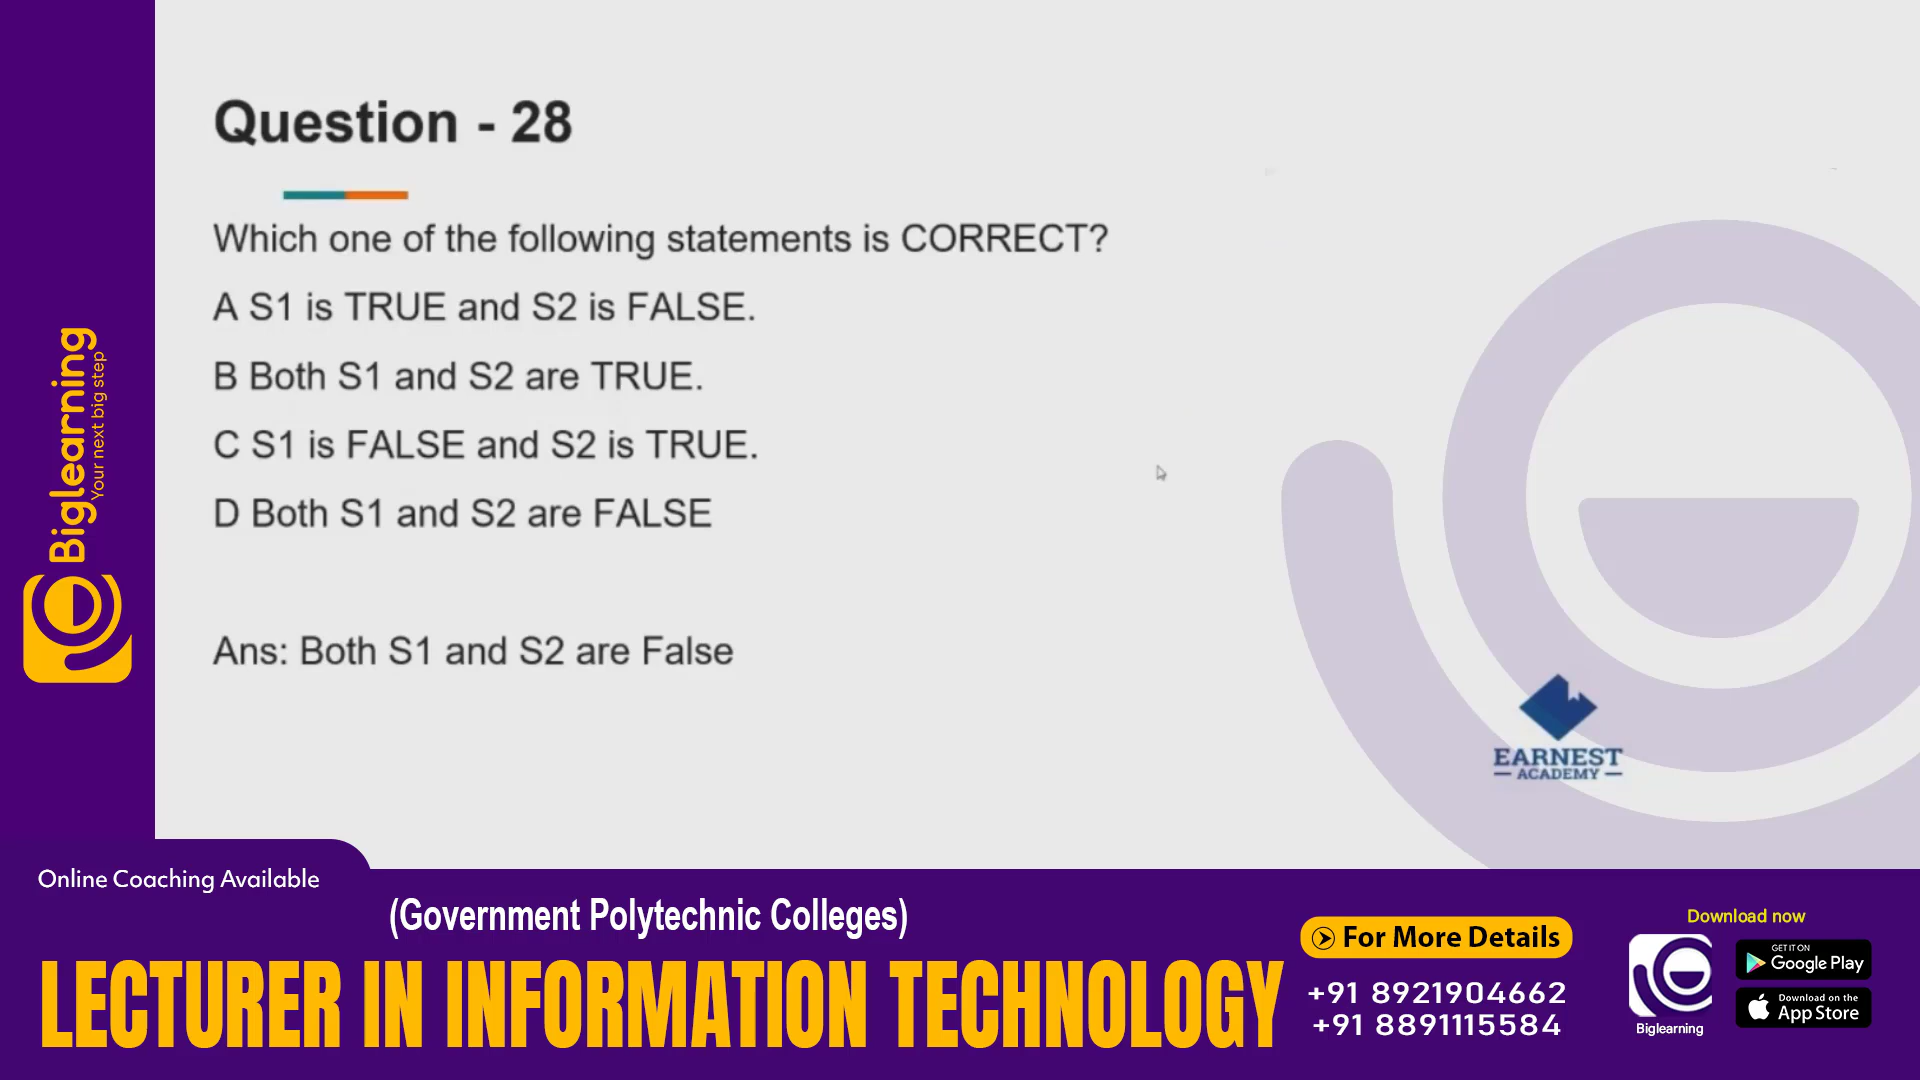 Question - 28
Which one of the following statements is CORRECT?
A S1 is TRUE and S2 is FALSE.
B Both S1 and S2 are TRUE.
C S1 is FALSE and S2 is TRUE.
D Both S1 and S2 are FALSE
Ans: Both S1 and S2 are False
Biglearning
Your next big step
EARNEST
ACADEMY
Online Coaching Available
(Government Polytechnic Colleges)
LECTURER IN INFORMATION TECHNOLOGY
For More Details
+91 8921904662
+91 8891115584
Download now
Biglearning
GET IT ON
Google Play
Download on the
App Store